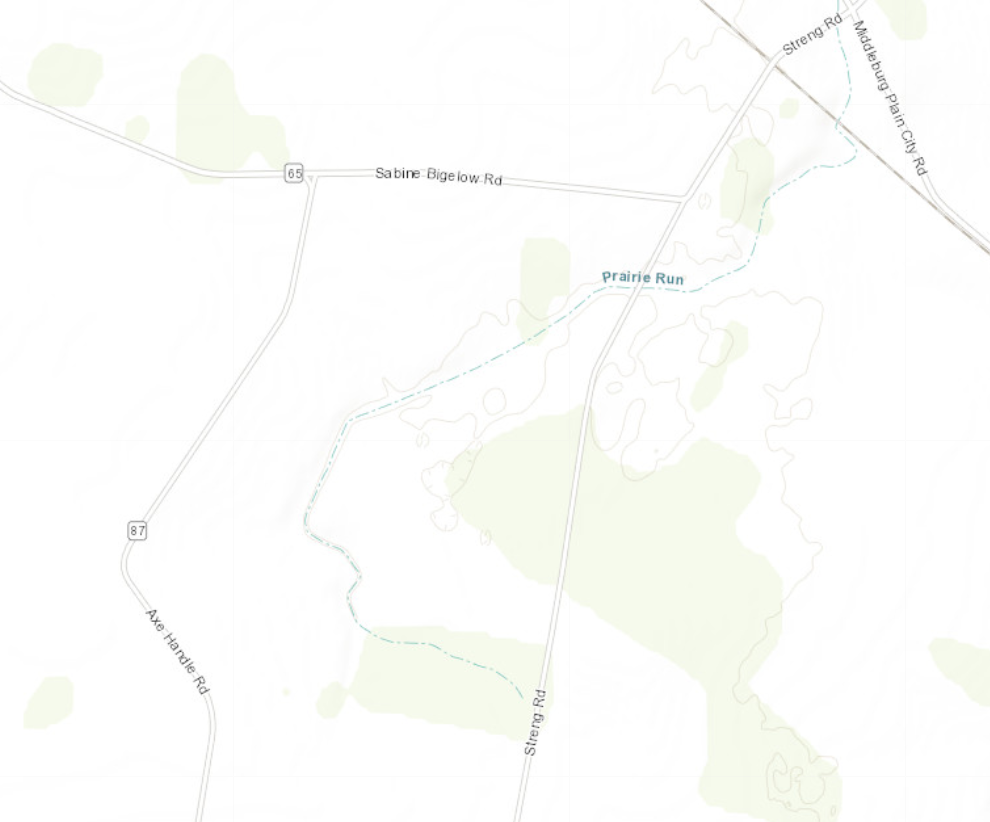 Streng Rd
Middleburg-Plain City Rd
65
Sabine Bigelow Rd
Prairie Run
87
Axe Handle Rd
Streng Rd